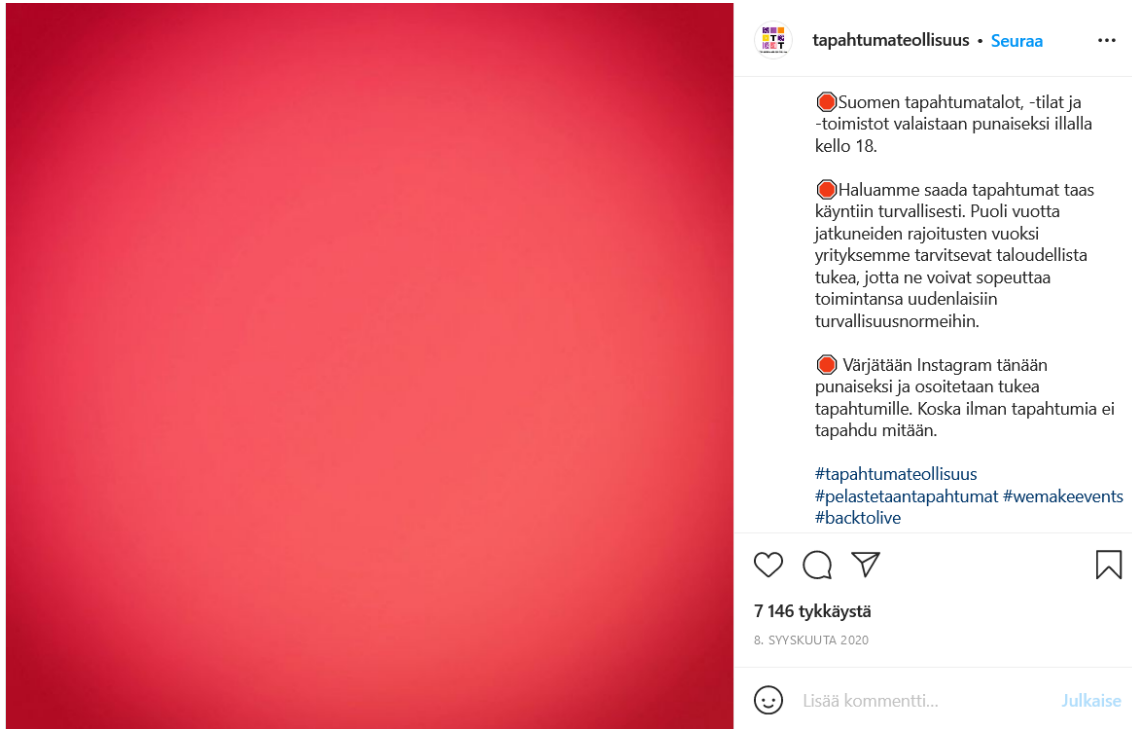 tapahtumateollisuus • Seuraa
🛑Suomen tapahtumatalot, -tilat ja
-toimistot valaistaan punaiseksi illalla
kello 18.
🛑Haluamme saada tapahtumat taas
käyntiin turvallisesti. Puoli vuotta
jatkuneiden rajoitusten vuoksi
yrityksemme tarvitsevat taloudellista
tukea, jotta ne voivat sopeuttaa
toimintansa uudenlaisiin
turvallisuusnormeihin.
🛑 Värjätään Instagram tänään
punaiseksi ja osoitetaan tukea
tapahtumille. Koska ilman tapahtumia ei
tapahdu mitään.
#tapahtumateollisuus
#pelastetaantapahtumat #wemakeevents
#backtolive
7 146 tykkäystä
8. SYYSKUUTA 2020
Lisää kommentti... Julkaise